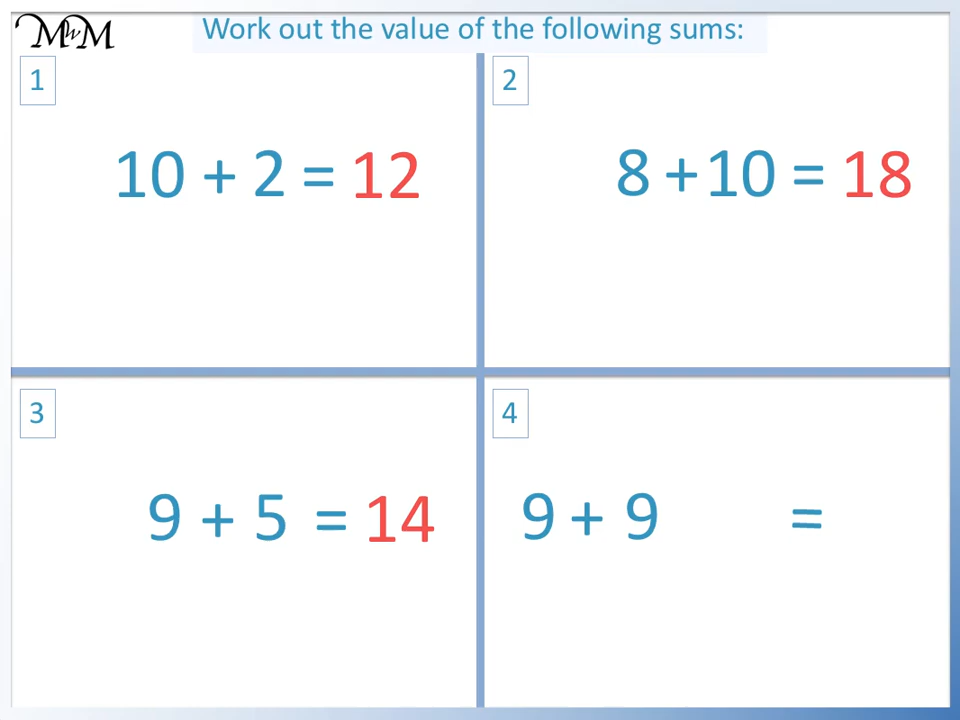 MwM
Work out the value of the following sums:
1
10 + 2 = 12
2
8 + 10 = 18
3
9 + 5 = 14
4
9 + 9 =